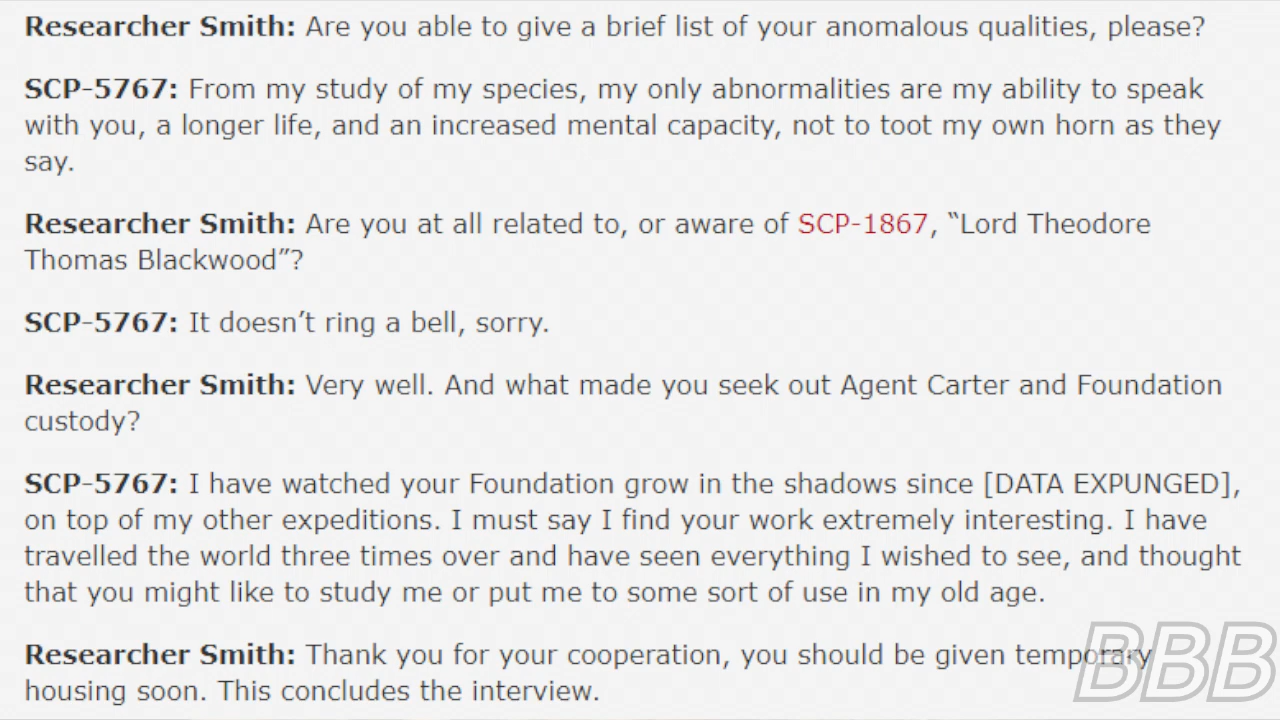 Researcher Smith: Are you able to give a brief list of your anomalous qualities, please?
SCP-5767: From my study of my species, my only abnormalities are my ability to speak
with you, a longer life, and an increased mental capacity, not to toot my own horn as they
say.
Researcher Smith: Are you at all related to, or aware of SCP-1867, “Lord Theodore
Thomas Blackwood”?
SCP-5767: It doesn’t ring a bell, sorry.
Researcher Smith: Very well. And what made you seek out Agent Carter and Foundation
custody?
SCP-5767: I have watched your Foundation grow in the shadows since [DATA EXPUNGED],
on top of my other expeditions. I must say I find your work extremely interesting. I have
travelled the world three times over and have seen everything I wished to see, and thought
that you might like to study me or put me to some sort of use in my old age.
Researcher Smith: Thank you for your cooperation, you should be given temporary
housing soon. This concludes the interview.
BBB